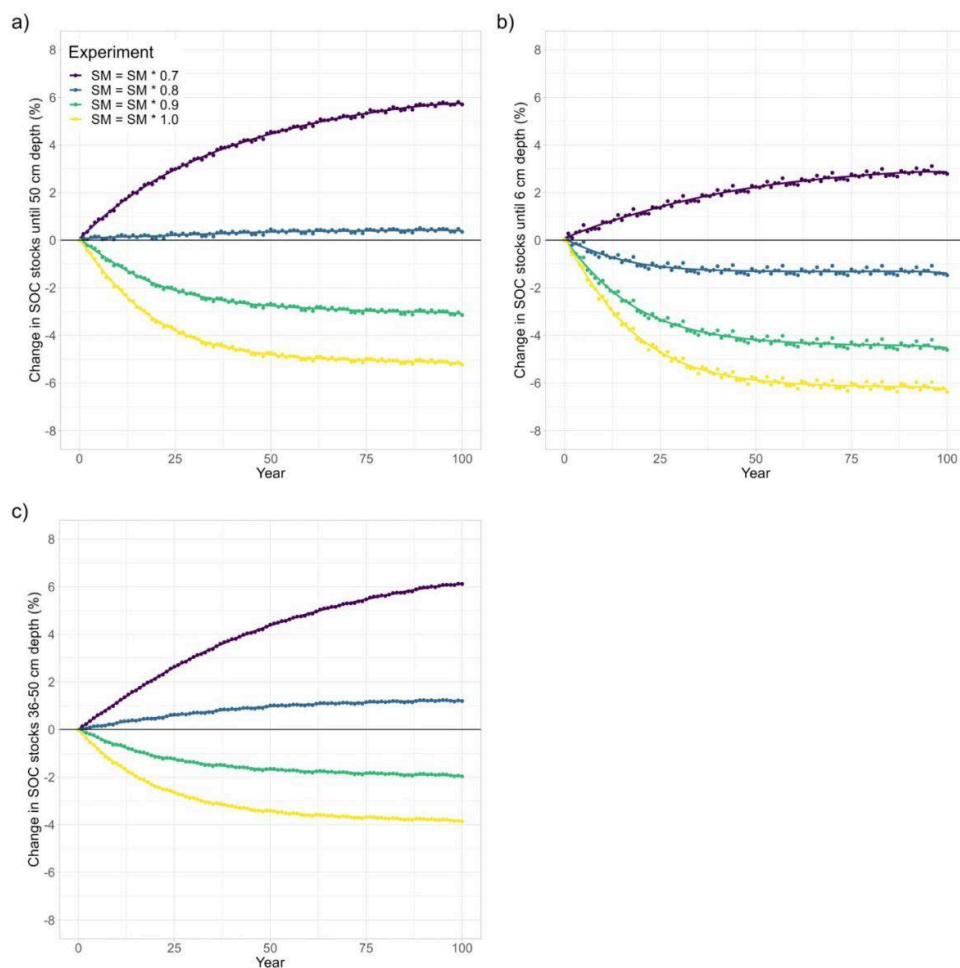 a)
Experiment
SM = SM * 0.7
SM = SM * 0.8
SM = SM * 0.9
SM = SM * 1.0
Change in SOC stocks until 50 cm depth (%)
8
6
4
2
0
-2
-4
-6
-8
0 25 50 75 100
Year
b)
Change in SOC stocks until 6 cm depth (%)
8
6
4
2
0
-2
-4
-6
-8
0 25 50 75 100
Year
c)
Change in SOC stocks 36-50 cm depth (%)
8
6
4
2
0
-2
-4
-6
-8
0 25 50 75 100
Year